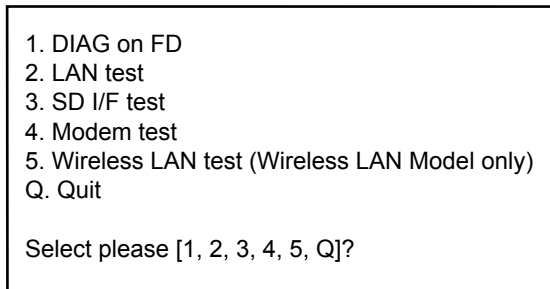 1. DIAG on FD
2. LAN test
3. SD I/F test
4. Modem test
5. Wireless LAN test (Wireless LAN Model only)
Q. Quit
Select please [1, 2, 3, 4, 5, Q]?